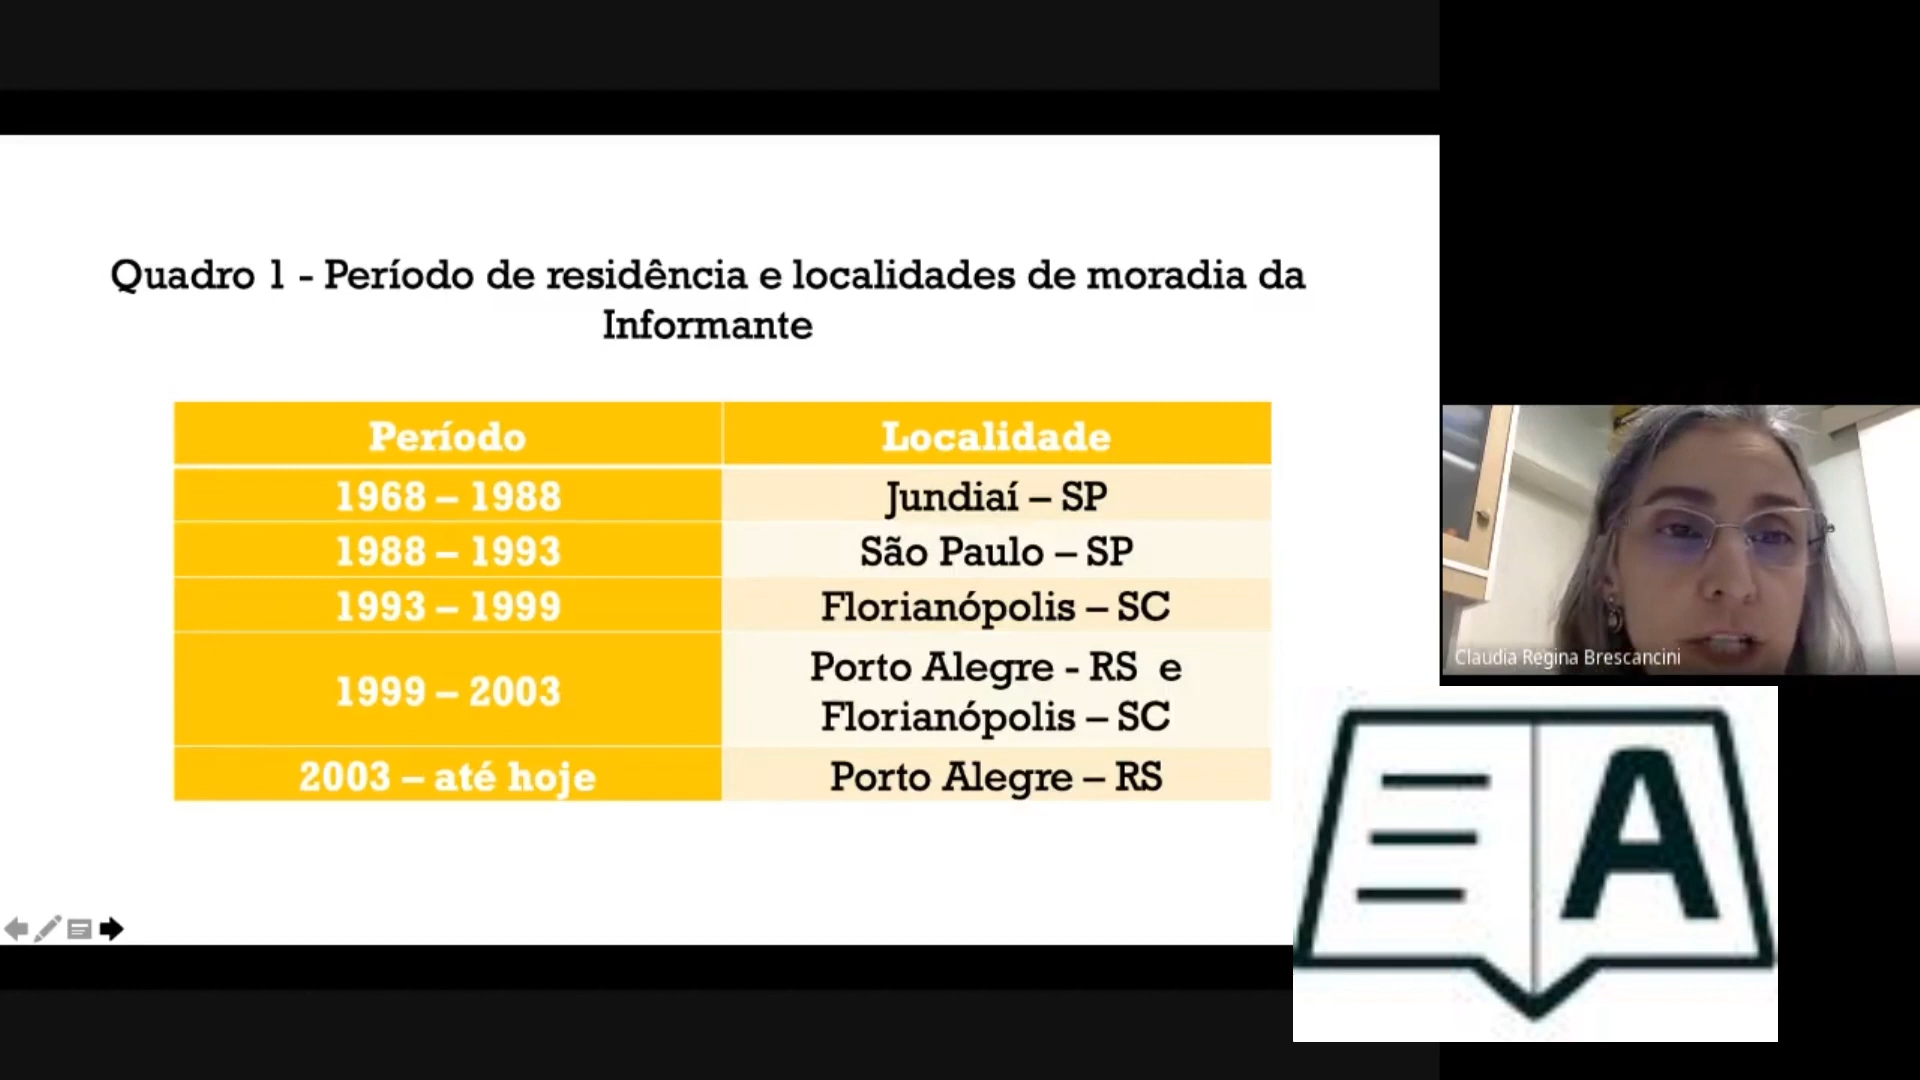 Quadro 1 - Período de residência e localidades de moradia da
Informante
Período
Localidade
1968 – 1988
Jundiaí – SP
1988 – 1993
São Paulo – SP
1993 – 1999
Florianópolis – SC
1999 – 2003
Porto Alegre - RS e
Florianópolis – SC
2003 – até hoje
Porto Alegre – RS
Claudia Regina Brescancini
A